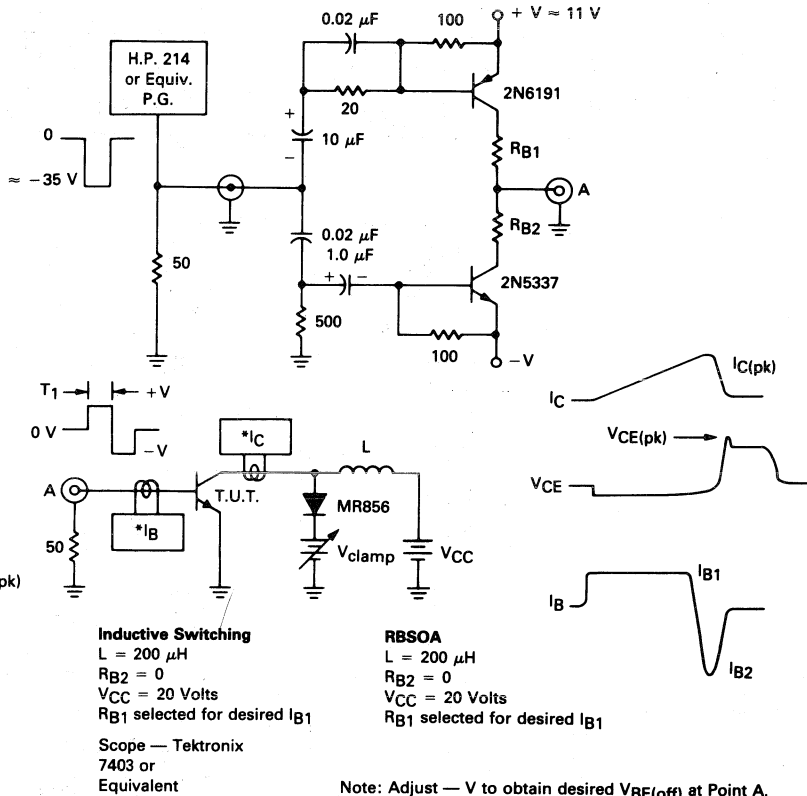 0.02 µF
100
+ V ≈ 11 V
H.P. 214
or Equiv.
P.G.
20
2N6191
+
10 µF
−
0
≈ −35 V
RB1
A
RB2
50
0.02 µF
1.0 µF
+ −
2N5337
500
100
−V
T1
+V
0 V
−V
*IC
L
IC(pk)
IC
VCE(pk)
VCE
A
T.U.T.
MR856
*IB
50
Vclamp
VCC
pk)
IB1
IB
IB2
Inductive Switching
L = 200 µH
RB2 = 0
VCC = 20 Volts
RB1 selected for desired IB1
Scope — Tektronix
7403 or
Equivalent
RBSOA
L = 200 µH
RB2 = 0
VCC = 20 Volts
RB1 selected for desired IB1
Note: Adjust — V to obtain desired VBE(off) at Point A.